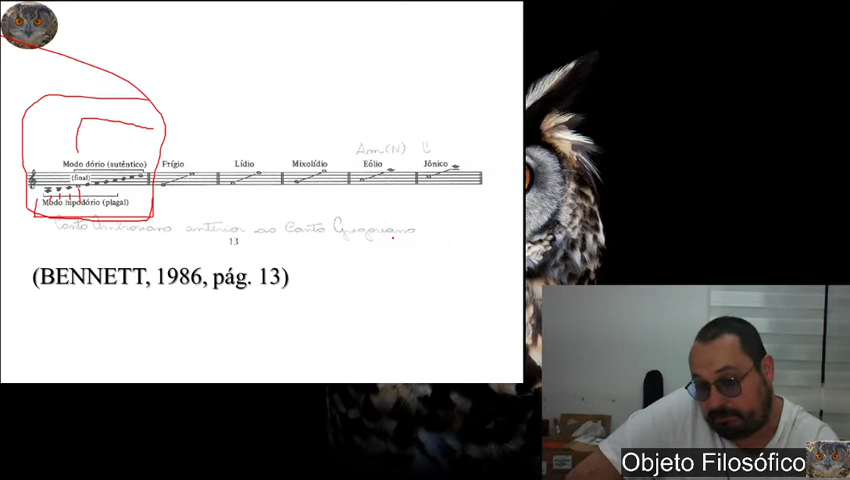 Am(N) C
Modo dório (autêntico) Frígio Lídio Mixolídio Eólio Jônico
(final)
Modo hipodório (plagal)
Canto Ambrosiano anterior ao Canto Gregoriano
13
(BENNETT, 1986, pág. 13)
Objeto Filosófico